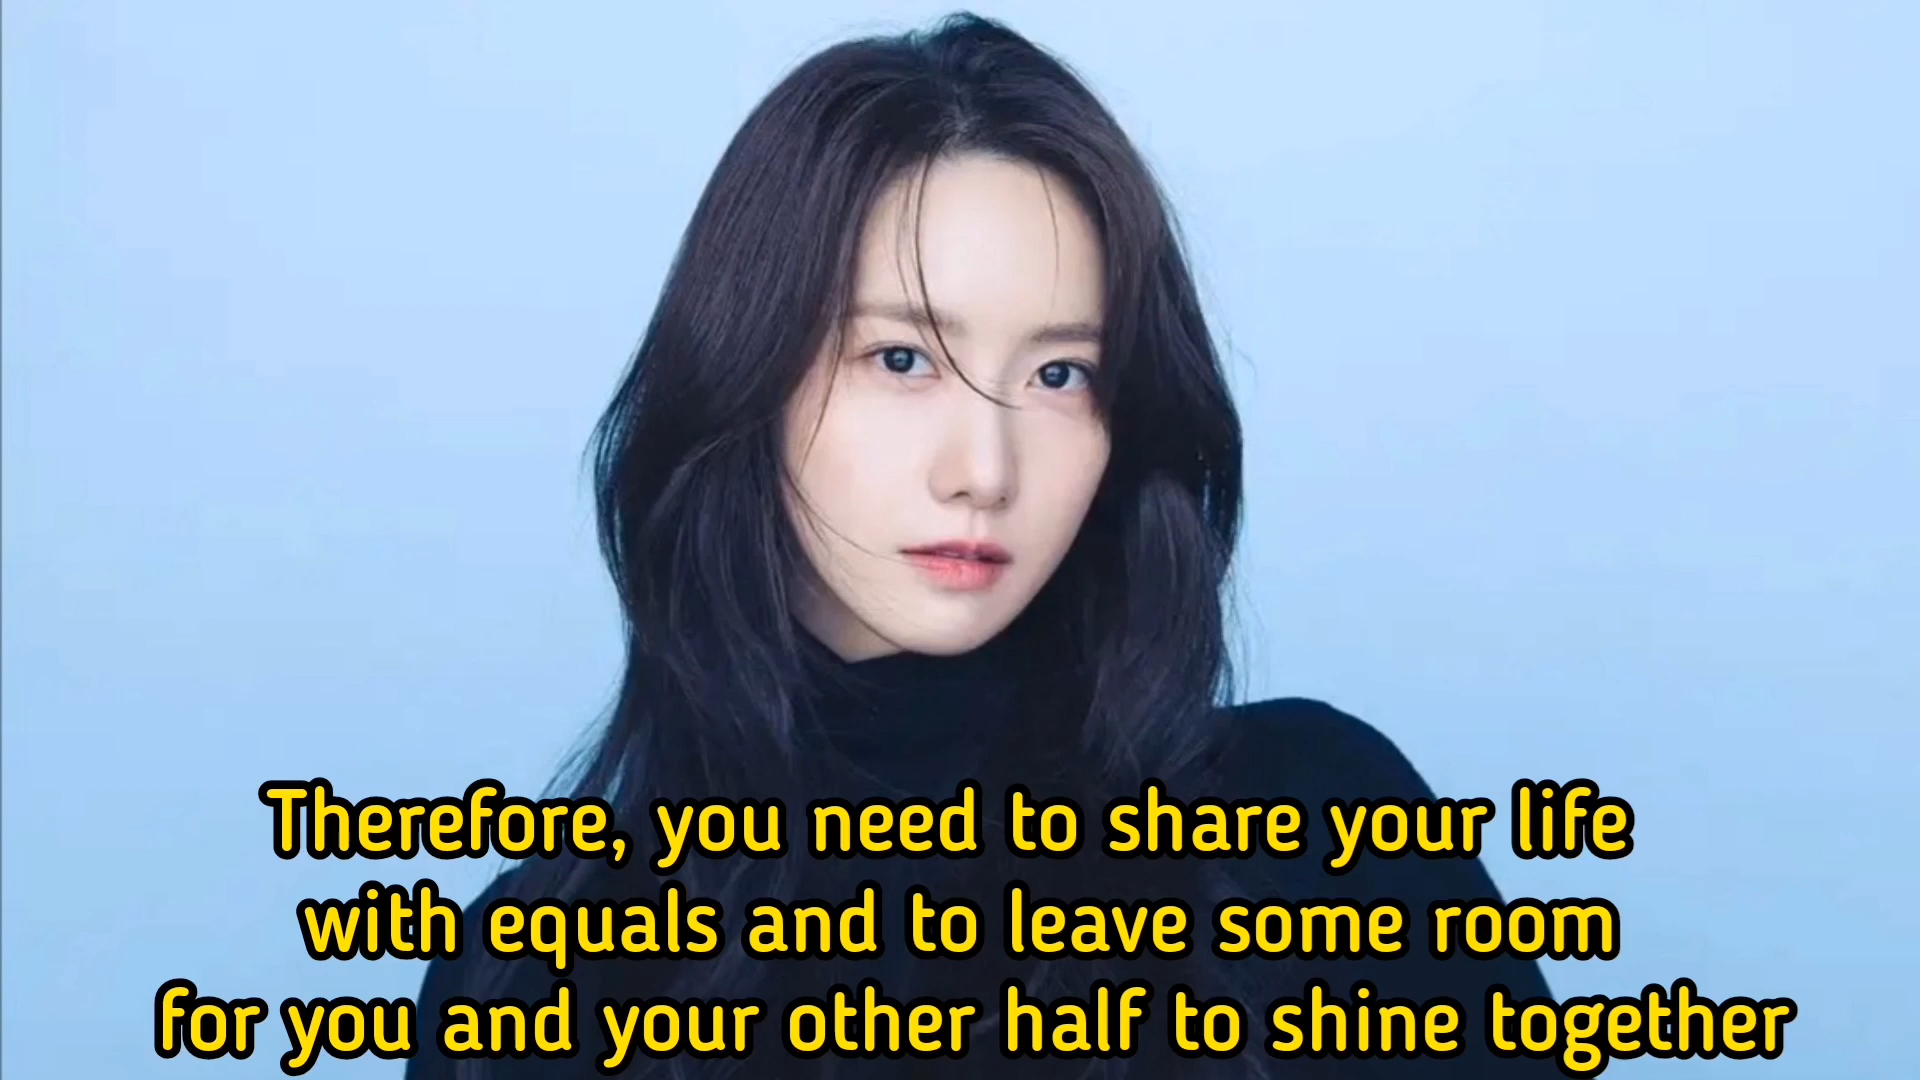 Therefore, you need to share your life
with equals and to leave some room
for you and your other half to shine together